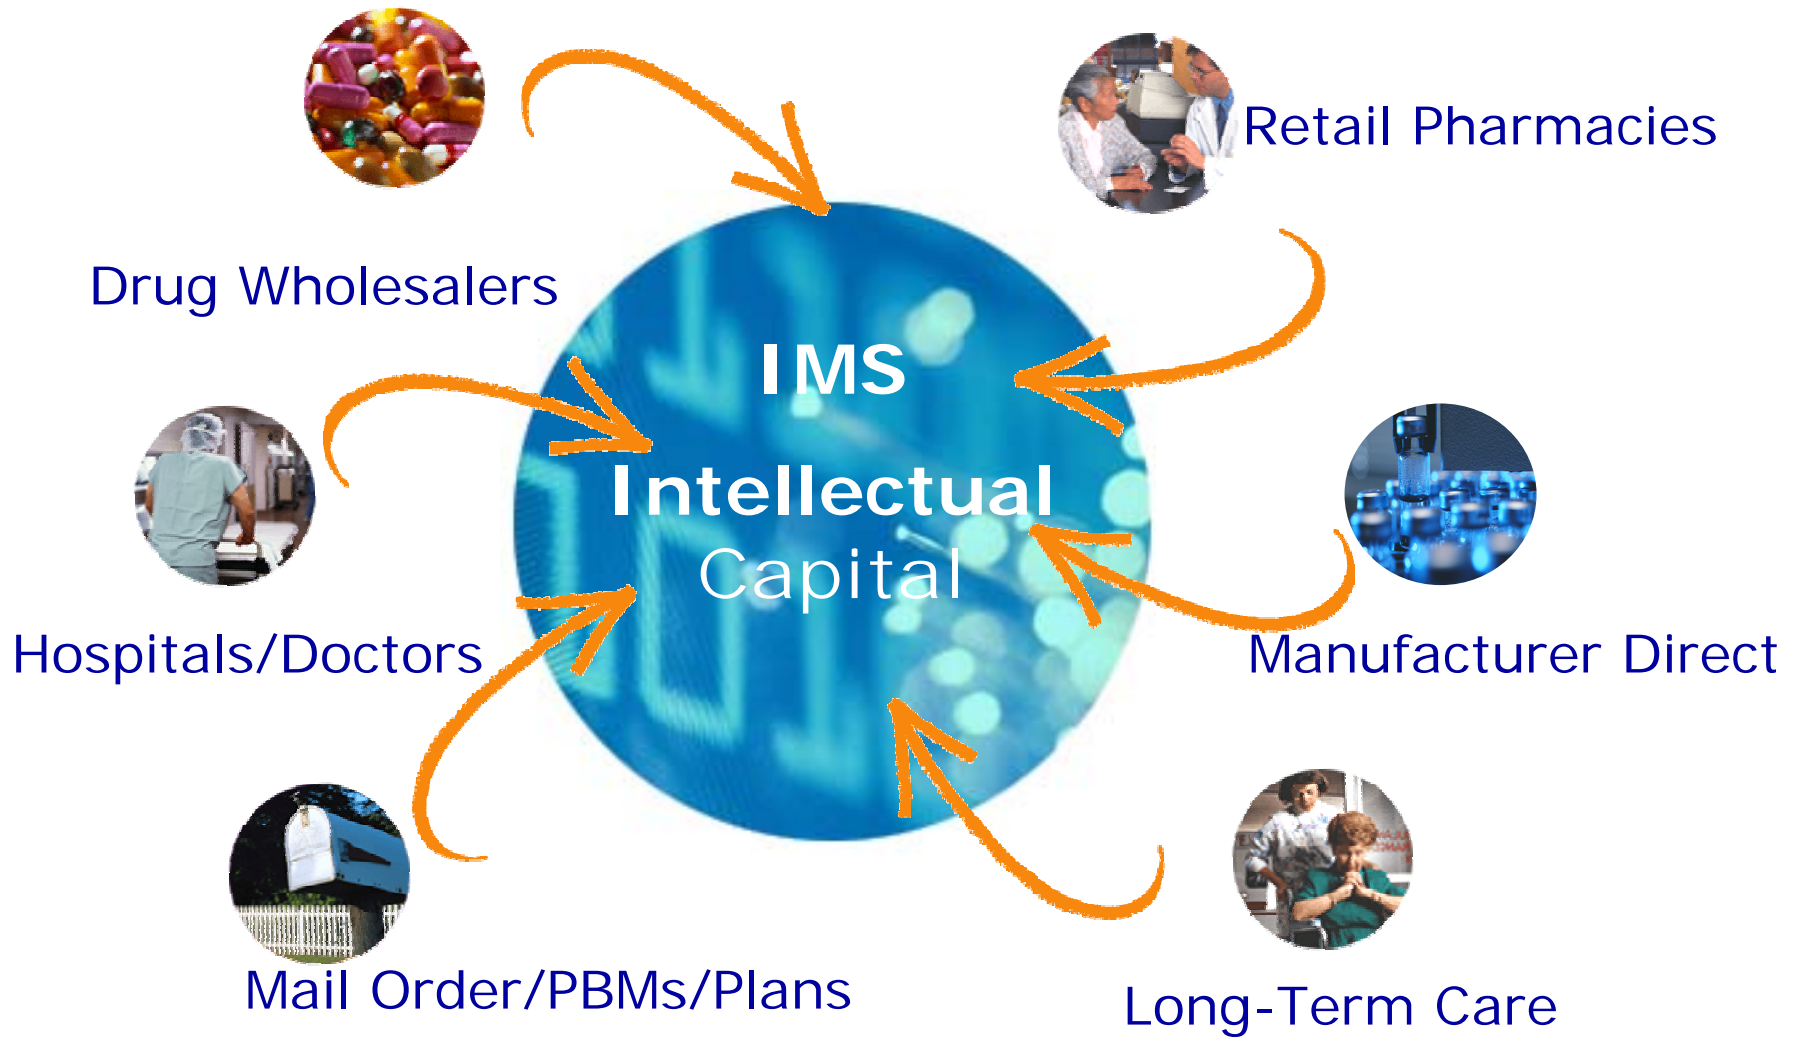 Retail Pharmacies
Drug Wholesalers
IMS
Intellectual
Capital
Hospitals/Doctors
Manufacturer Direct
Mail Order/PBMs/Plans
Long-Term Care